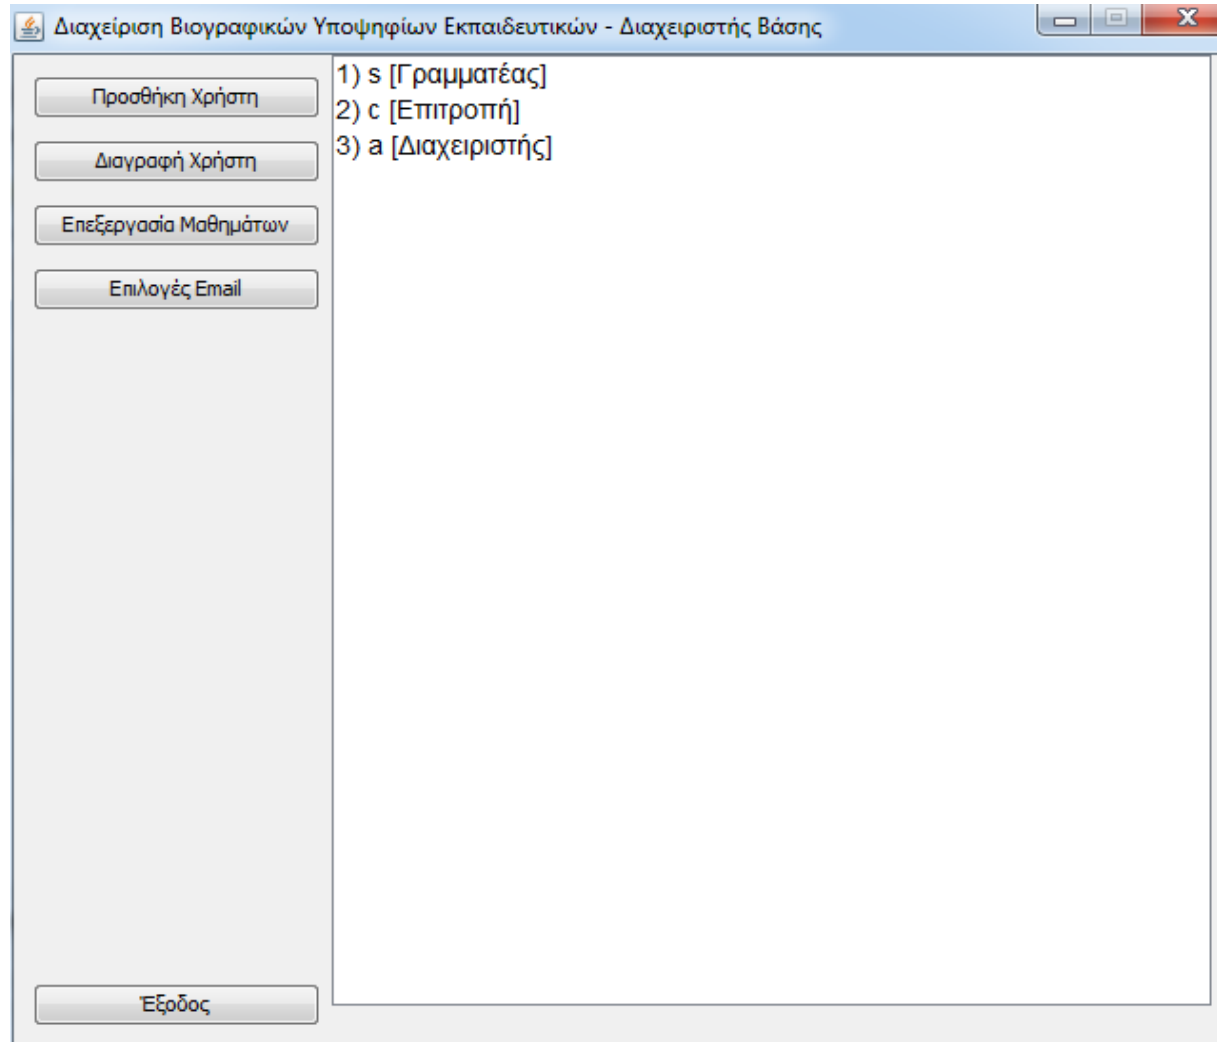 Διαχείριση Βιογραφικών Υποψηφίων Εκπαιδευτικών - Διαχειριστής Βάσης
Προσθήκη Χρήστη
Διαγραφή Χρήστη
Επεξεργασία Μαθημάτων
Επιλογές Email
Έξοδος
1) s [Γραμματέας]
2) c [Επιτροπή]
3) a [Διαχειριστής]